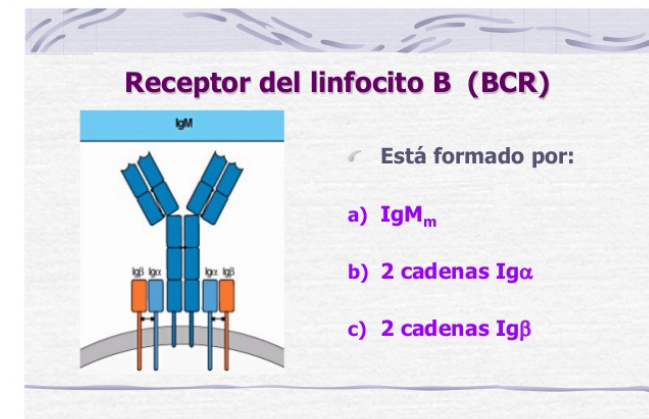 Receptor del linfocito B (BCR)
IgM
Igβ Igα Igα Igβ
Está formado por:
a) IgMm
b) 2 cadenas Igα
c) 2 cadenas Igβ